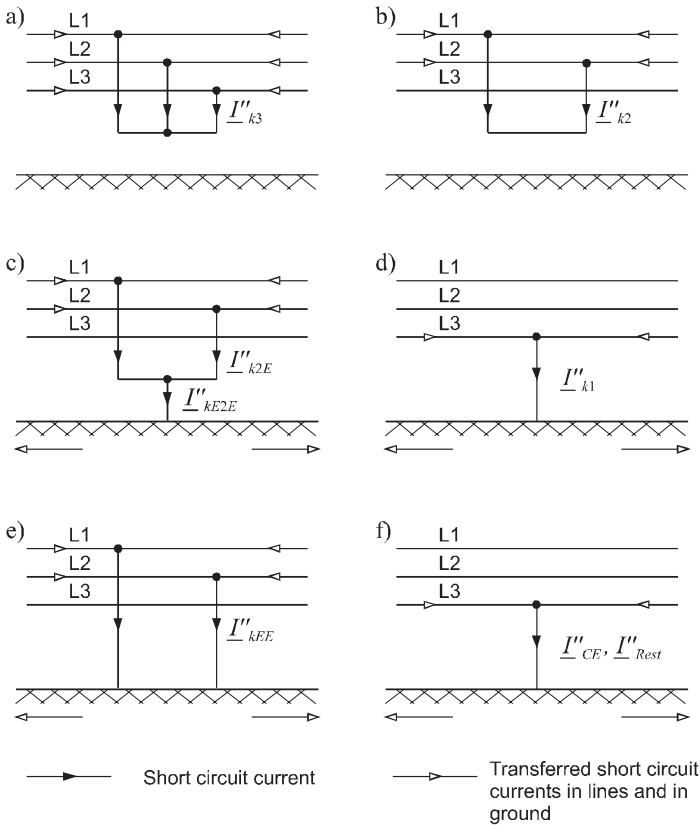 a)
L1
L2
L3
I''k3
b)
L1
L2
L3
I''k2
c)
L1
L2
L3
I''k2E
I''kE2E
d)
L1
L2
L3
I''k1
e)
L1
L2
L3
I''kEE
f)
L1
L2
L3
I''CE, I''Rest
Short circuit current
Transferred short circuit
currents in lines and in
ground